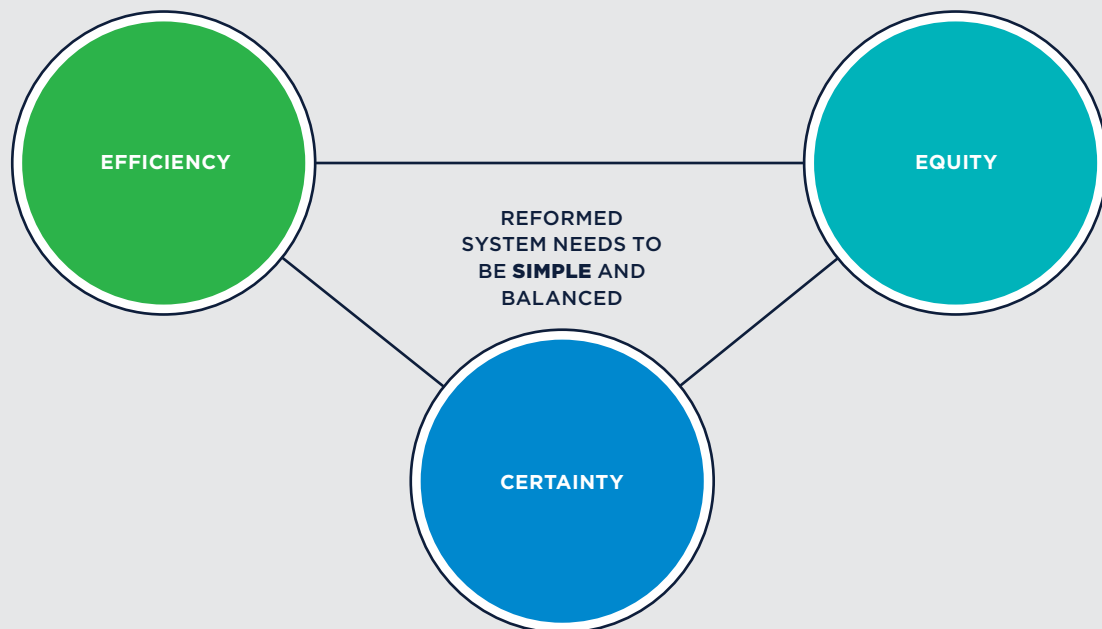 EFFICIENCY
EQUITY
REFORMED
SYSTEM NEEDS TO
BE SIMPLE AND
BALANCED
CERTAINTY